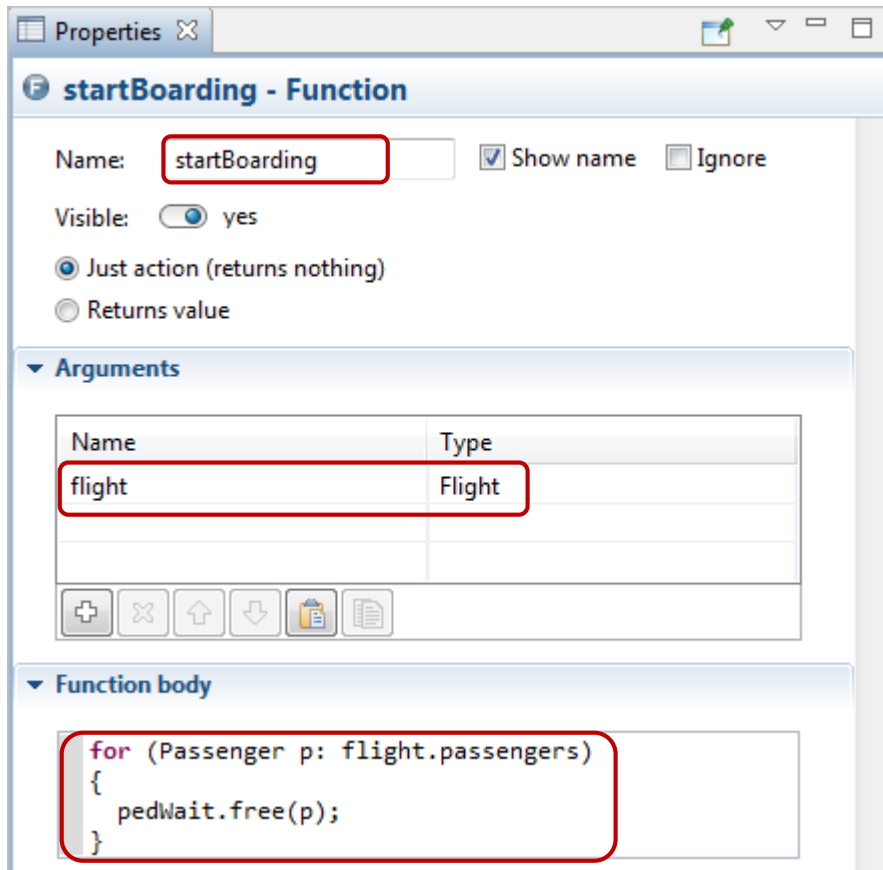 Properties
startBoarding - Function
Name: startBoarding Show name Ignore
Visible: yes
Just action (returns nothing)
Returns value
Arguments
Name Type
flight Flight
Function body
for (Passenger p: flight.passengers)
{
pedWait.free(p);
}